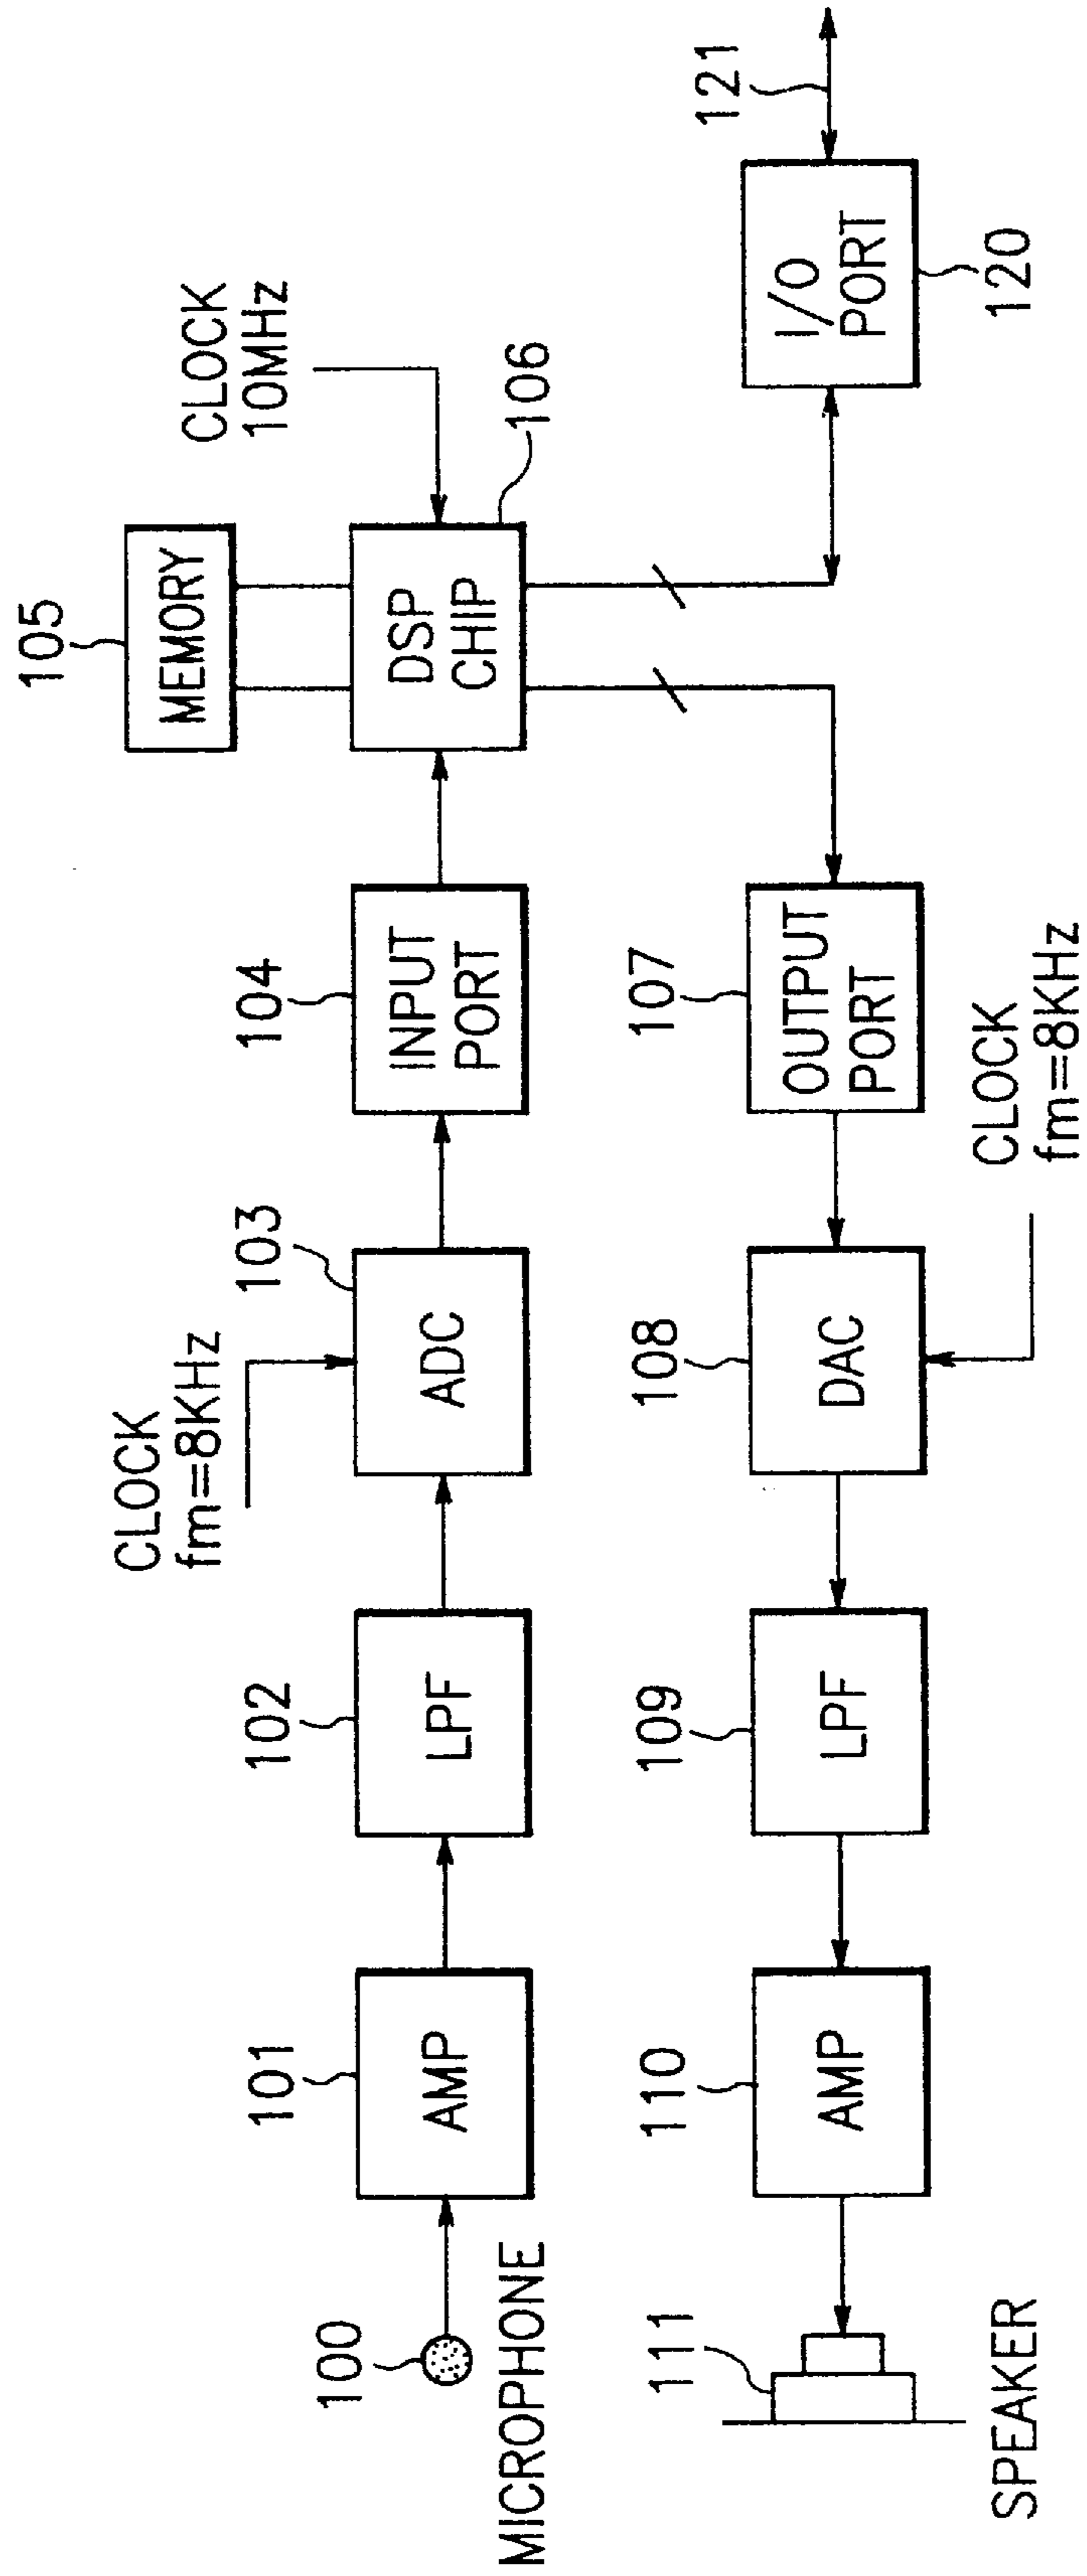 105
MEMORY
CLOCK
10MHz
106
DSP
CHIP
121
I/O
PORT
120
104
INPUT
PORT
CLOCK
fm=8KHz
103
ADC
102
LPF
101
AMP
100
MICROPHONE
107
OUTPUT
PORT
CLOCK
fm=8KHz
108
DAC
109
LPF
110
AMP
111
SPEAKER